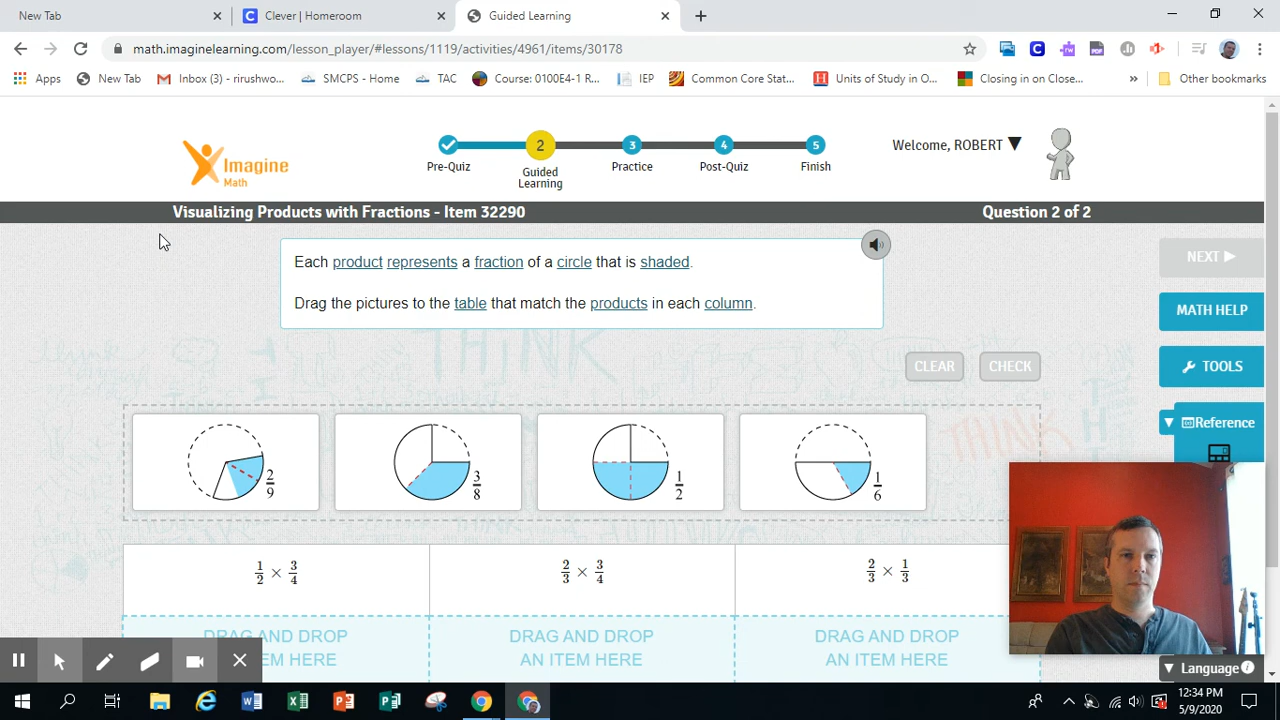 New Tab
Clever | Homeroom
Guided Learning
math.imaginelearning.com/lesson_player/#lessons/1119/activities/4961/items/30178
Apps
New Tab
Inbox (3) - rirushwo...
SMCPS - Home
TAC
Course: 0100E4-1 R...
IEP
Common Core Stat...
Units of Study in O...
Closing in on Close...
Other bookmarks
Imagine
Math
Pre-Quiz
2
Guided
Learning
3
Practice
4
Post-Quiz
5
Finish
Welcome, ROBERT
Visualizing Products with Fractions - Item 32290
Question 2 of 2
Each product represents a fraction of a circle that is shaded.
Drag the pictures to the table that match the products in each column.
NEXT
MATH HELP
TOOLS
Reference
THINK
CLEAR
CHECK
THINK
2/9
3/8
1/2
1/6
1/2 × 3/4
2/3 × 3/4
2/3 × 1/3
DRAG AND DROP
EM HERE
DRAG AND DROP
AN ITEM HERE
DRAG AND DROP
AN ITEM HERE
Language
12:34 PM
5/9/2020